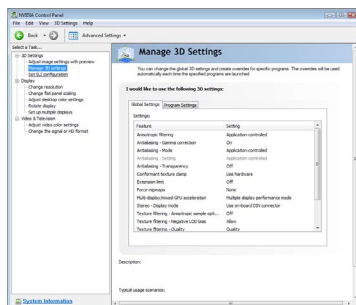 NVIDIA Control Panel
File Edit View 3D Settings Help
Back
Advanced Settings
Select a Task...
3D Settings
Adjust image settings with preview
Manage 3D settings
Set SLI configuration
Display
Change resolution
Change flat panel scaling
Adjust desktop color settings
Rotate display
Set up multiple displays
Video & Television
Adjust video color settings
Change the signal or HD format
System Information
Manage 3D Settings
You can change the global 3D settings and create overrides for specific programs. The overrides will be used
automatically each time the specified programs are launched.
I would like to use the following 3D settings:
Global Settings Program Settings
Settings:
Feature Setting
Anisotropic filtering Application-controlled
Antialiasing - Gamma correction On
Antialiasing - Mode Application-controlled
Antialiasing - Setting Application-controlled
Antialiasing - Transparency Off
Conformant texture clamp Use hardware
Extension limit Off
Force mipmaps None
Multi-display/mixed-GPU acceleration Multiple display performance mode
Stereo - Display mode Use on-board DIN connector
Texture filtering - Anisotropic sample opti... Off
Texture filtering - Negative LOD bias Allow
Texture filtering - Quality Quality
Description:
Typical usage scenarios: